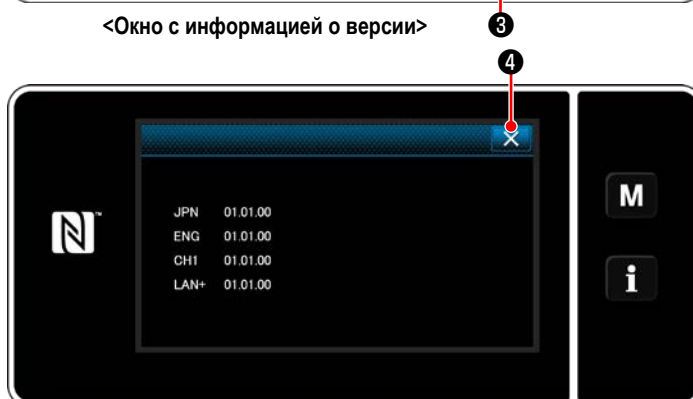 <Окно с информацией о версии>
❸
❹
JPN 01.01.00
ENG 01.01.00
CH1 01.01.00
LAN+ 01.01.00
N™
M
i